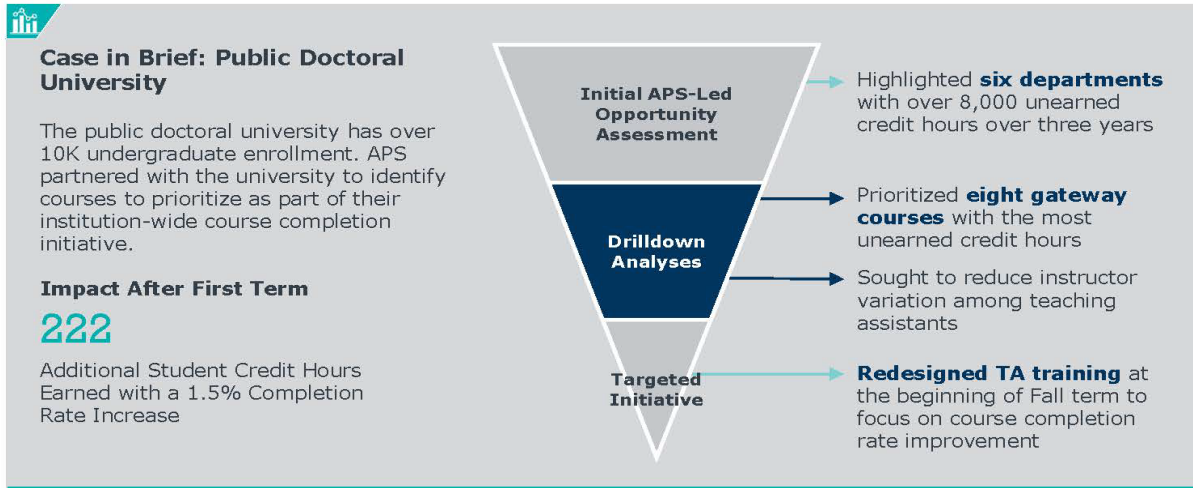 Case in Brief: Public Doctoral
University
The public doctoral university has over
10K undergraduate enrollment. APS
partnered with the university to identify
courses to prioritize as part of their
institution-wide course completion
initiative.
Impact After First Term
222
Additional Student Credit Hours
Earned with a 1.5% Completion
Rate Increase
Initial APS-Led
Opportunity
Assessment
Highlighted six departments
with over 8,000 unearned
credit hours over three years
Drilldown
Analyses
Prioritized eight gateway
courses with the most
unearned credit hours
Sought to reduce instructor
variation among teaching
assistants
Targeted
Initiative
Redesigned TA training at
the beginning of Fall term to
focus on course completion
rate improvement